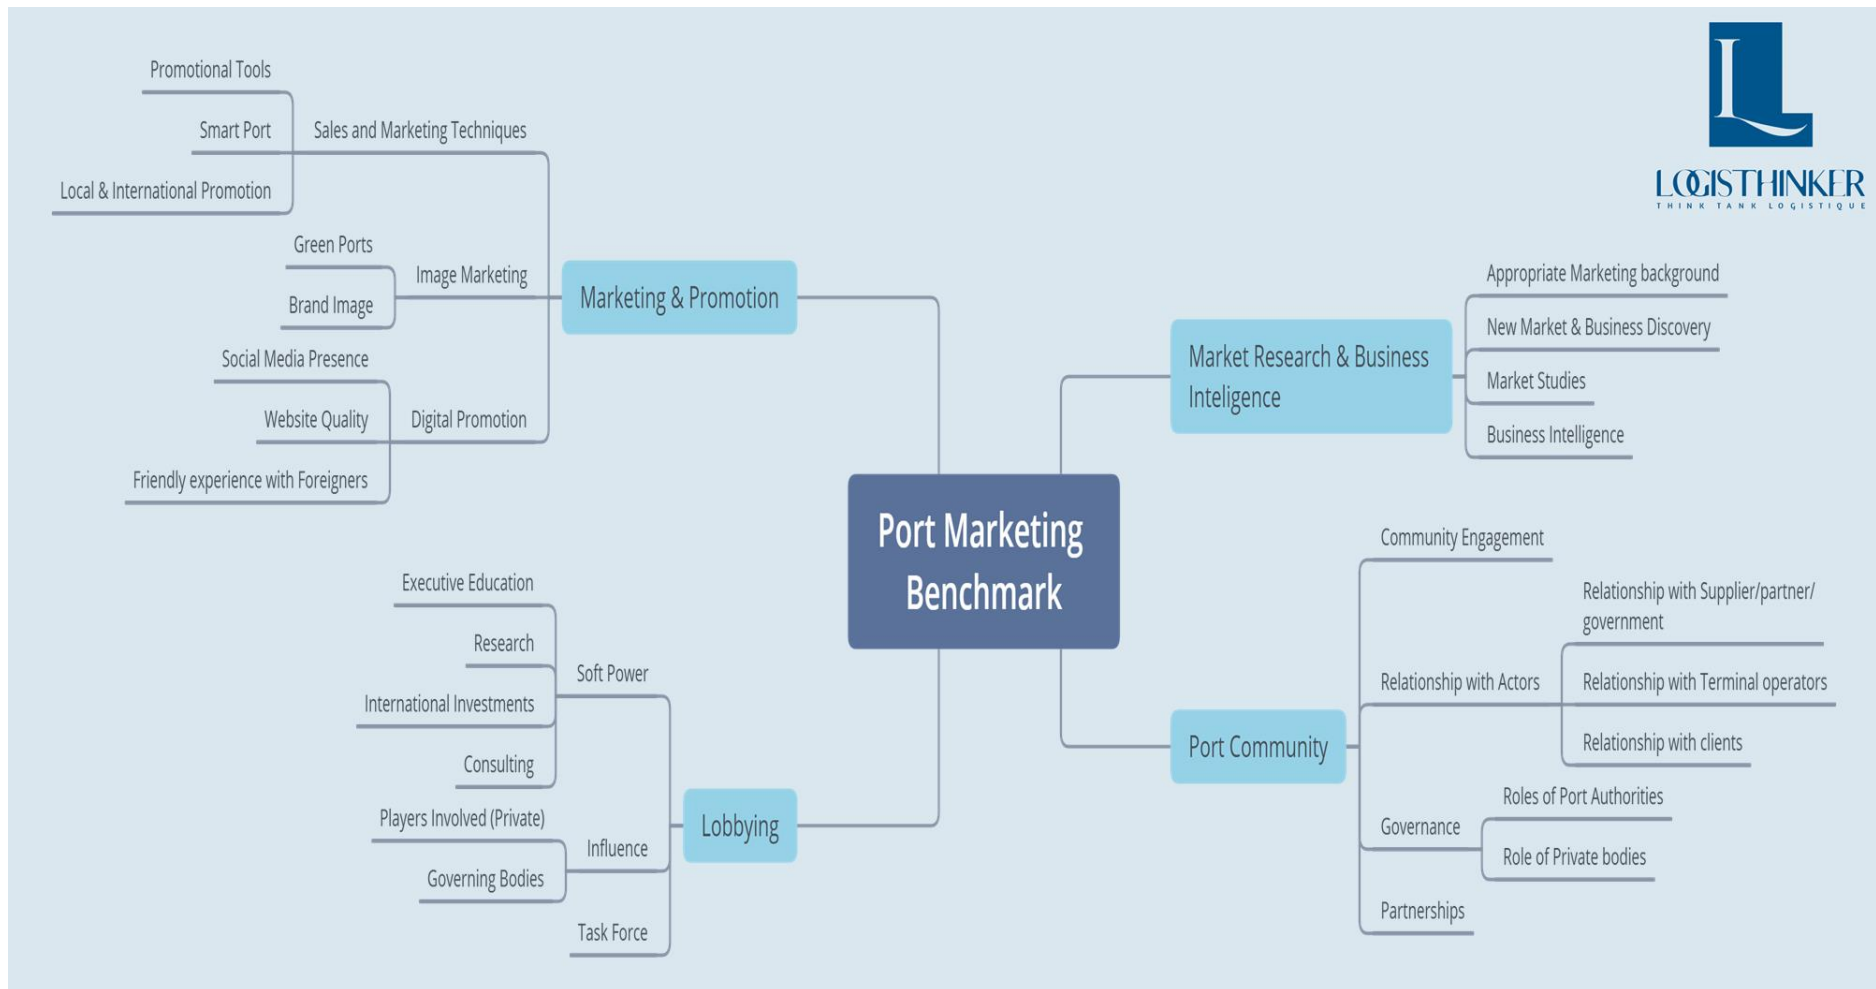 LOGISTHINKER
THINK TANK LOGISTIQUE
Port Marketing
Benchmark
Marketing & Promotion
Sales and Marketing Techniques
Promotional Tools
Smart Port
Local & International Promotion
Image Marketing
Green Ports
Brand Image
Digital Promotion
Social Media Presence
Website Quality
Friendly experience with Foreigners
Lobbying
Soft Power
Executive Education
Research
International Investments
Consulting
Influence
Players Involved (Private)
Governing Bodies
Task Force
Market Research & Business
Inteligence
Appropriate Marketing background
New Market & Business Discovery
Market Studies
Business Intelligence
Port Community
Community Engagement
Relationship with Actors
Relationship with Supplier/partner/
government
Relationship with Terminal operators
Relationship with clients
Governance
Roles of Port Authorities
Role of Private bodies
Partnerships